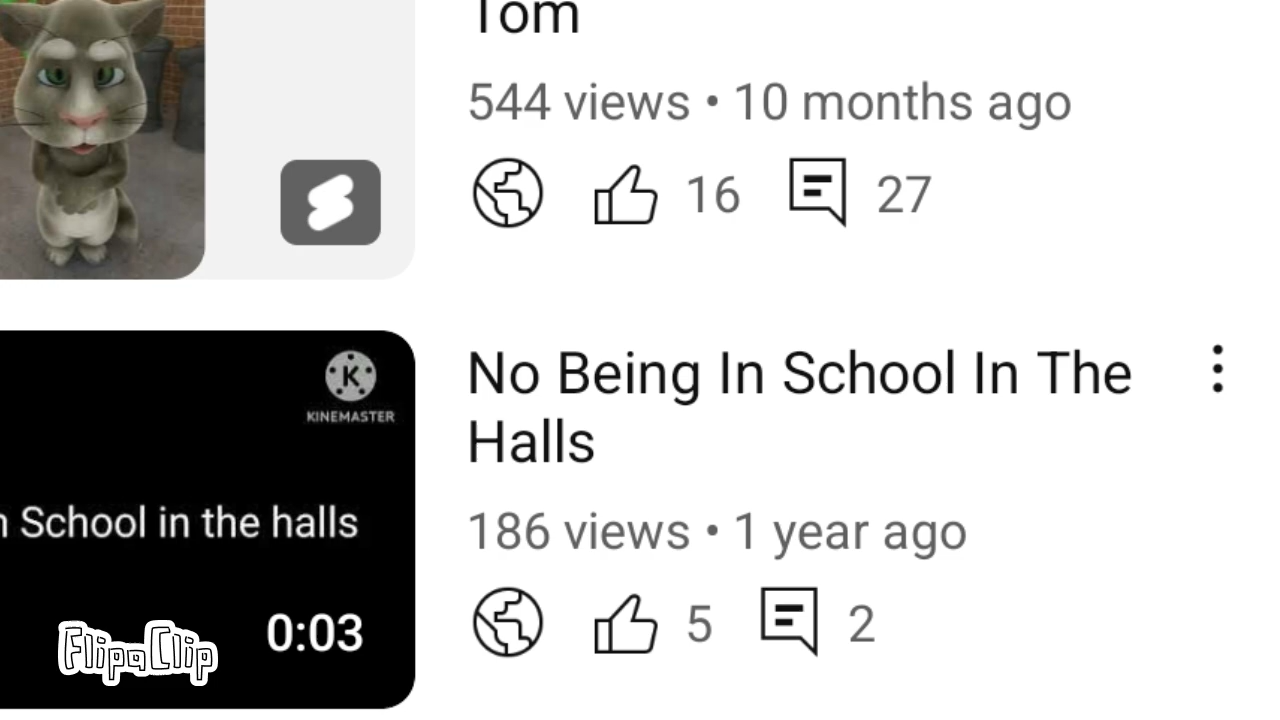 Tom
544 views • 10 months ago
16 27
K
KINEMASTER
No Being In School In The
Halls
School in the halls
186 views • 1 year ago
FlipaClip
0:03
5 2